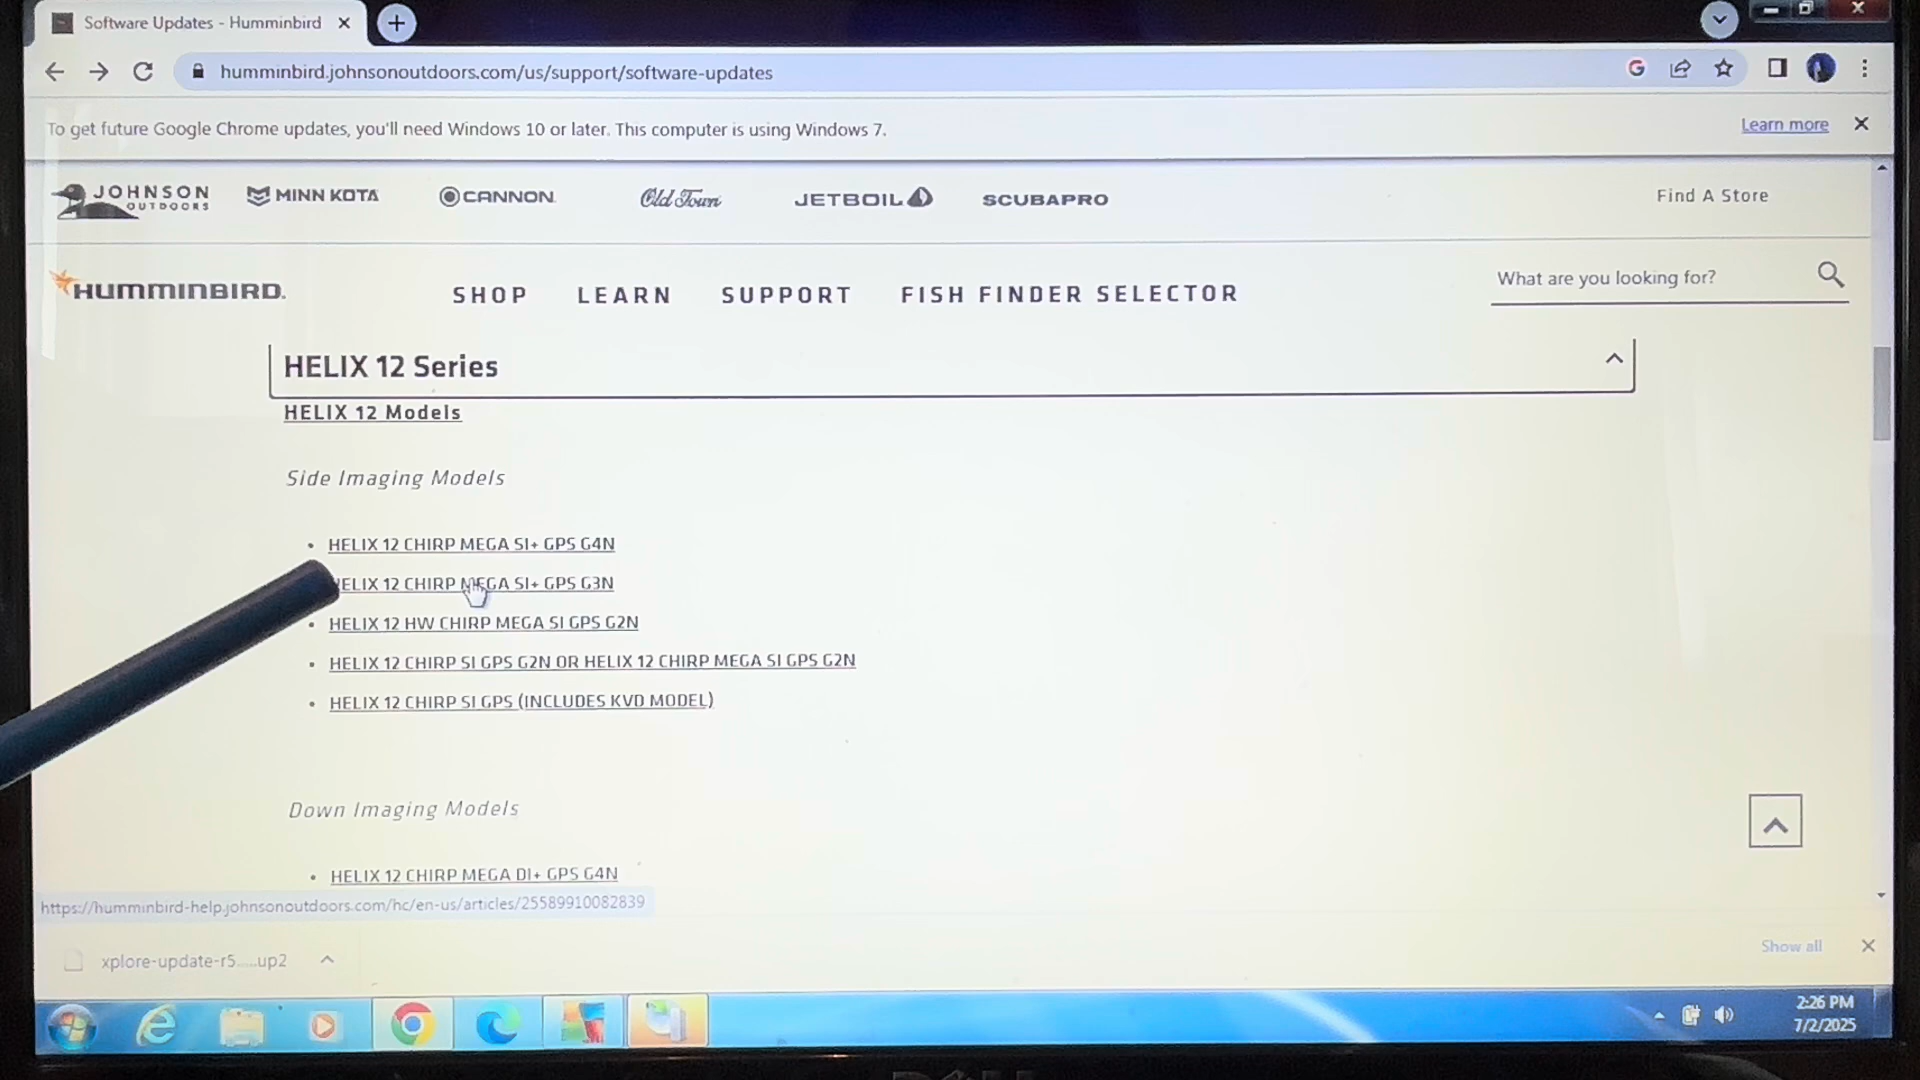 Software Updates - Humminbird
humminbird.johnsonoutdoors.com/us/support/software-updates
To get future Google Chrome updates, you'll need Windows 10 or later. This computer is using Windows 7.
Learn more
JOHNSON OUTDOORS
MINN KOTA
CANNON
Old Town
JETBOIL
SCUBAPRO
Find A Store
HUMMINBIRD.
SHOP
LEARN
SUPPORT
FISH FINDER SELECTOR
What are you looking for?
HELIX 12 Series
HELIX 12 Models
Side Imaging Models
• HELIX 12 CHIRP MEGA SI+ GPS G4N
HELIX 12 CHIRP MEGA SI+ GPS G3N
• HELIX 12 HW CHIRP MEGA SI GPS G2N
• HELIX 12 CHIRP SI GPS G2N OR HELIX 12 CHIRP MEGA SI GPS G2N
• HELIX 12 CHIRP SI GPS (INCLUDES KVD MODEL)
Down Imaging Models
• HELIX 12 CHIRP MEGA DI+ GPS G4N
https://humminbird-help.johnsonoutdoors.com/hc/en-us/articles/25589910082839
xplore-update-r5....up2
Show all
2:26 PM
7/2/2025